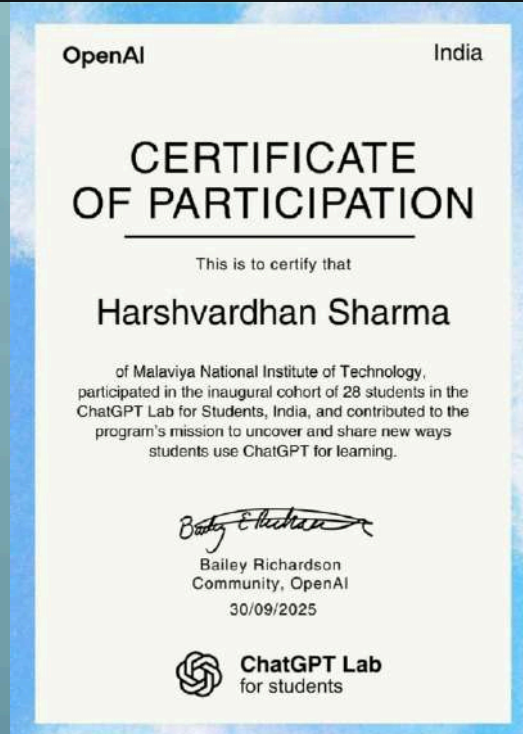 OpenAI
India
CERTIFICATE
OF PARTICIPATION
This is to certify that
Harshvardhan Sharma
of Malaviya National Institute of Technology,
participated in the inaugural cohort of 28 students in the
ChatGPT Lab for Students, India, and contributed to the
program's mission to uncover and share new ways
students use ChatGPT for learning.
Bailey Richardson
Community, OpenAI
30/09/2025
ChatGPT Lab
for students